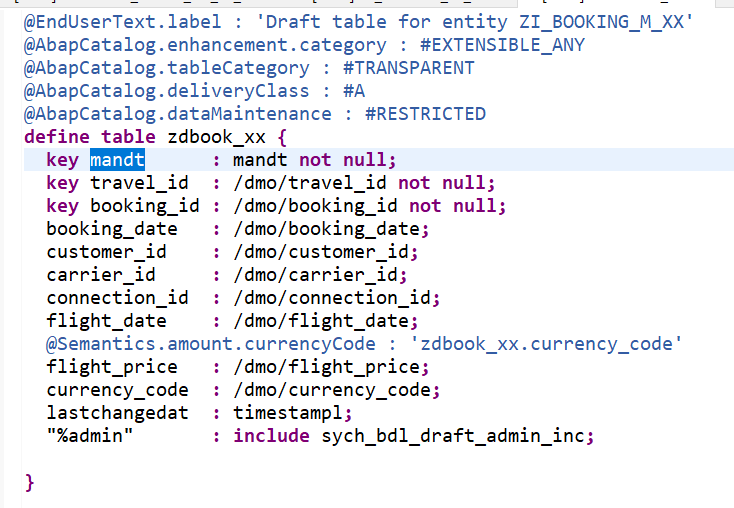 @EndUserText.label : 'Draft table for entity ZI_BOOKING_M_XX'
@AbapCatalog.enhancement.category : #EXTENSIBLE_ANY
@AbapCatalog.tableCategory : #TRANSPARENT
@AbapCatalog.deliveryClass : #A
@AbapCatalog.dataMaintenance : #RESTRICTED
define table zdbook_xx {
  key mandt      : mandt not null;
  key travel_id  : /dmo/travel_id not null;
  key booking_id : /dmo/booking_id not null;
  booking_date   : /dmo/booking_date;
  customer_id    : /dmo/customer_id;
  carrier_id     : /dmo/carrier_id;
  connection_id  : /dmo/connection_id;
  flight_date    : /dmo/flight_date;
  @Semantics.amount.currencyCode : 'zdbook_xx.currency_code'
  flight_price   : /dmo/flight_price;
  currency_code  : /dmo/currency_code;
  lastchangedat  : timestampl;
  "%admin"       : include sych_bdl_draft_admin_inc;
}